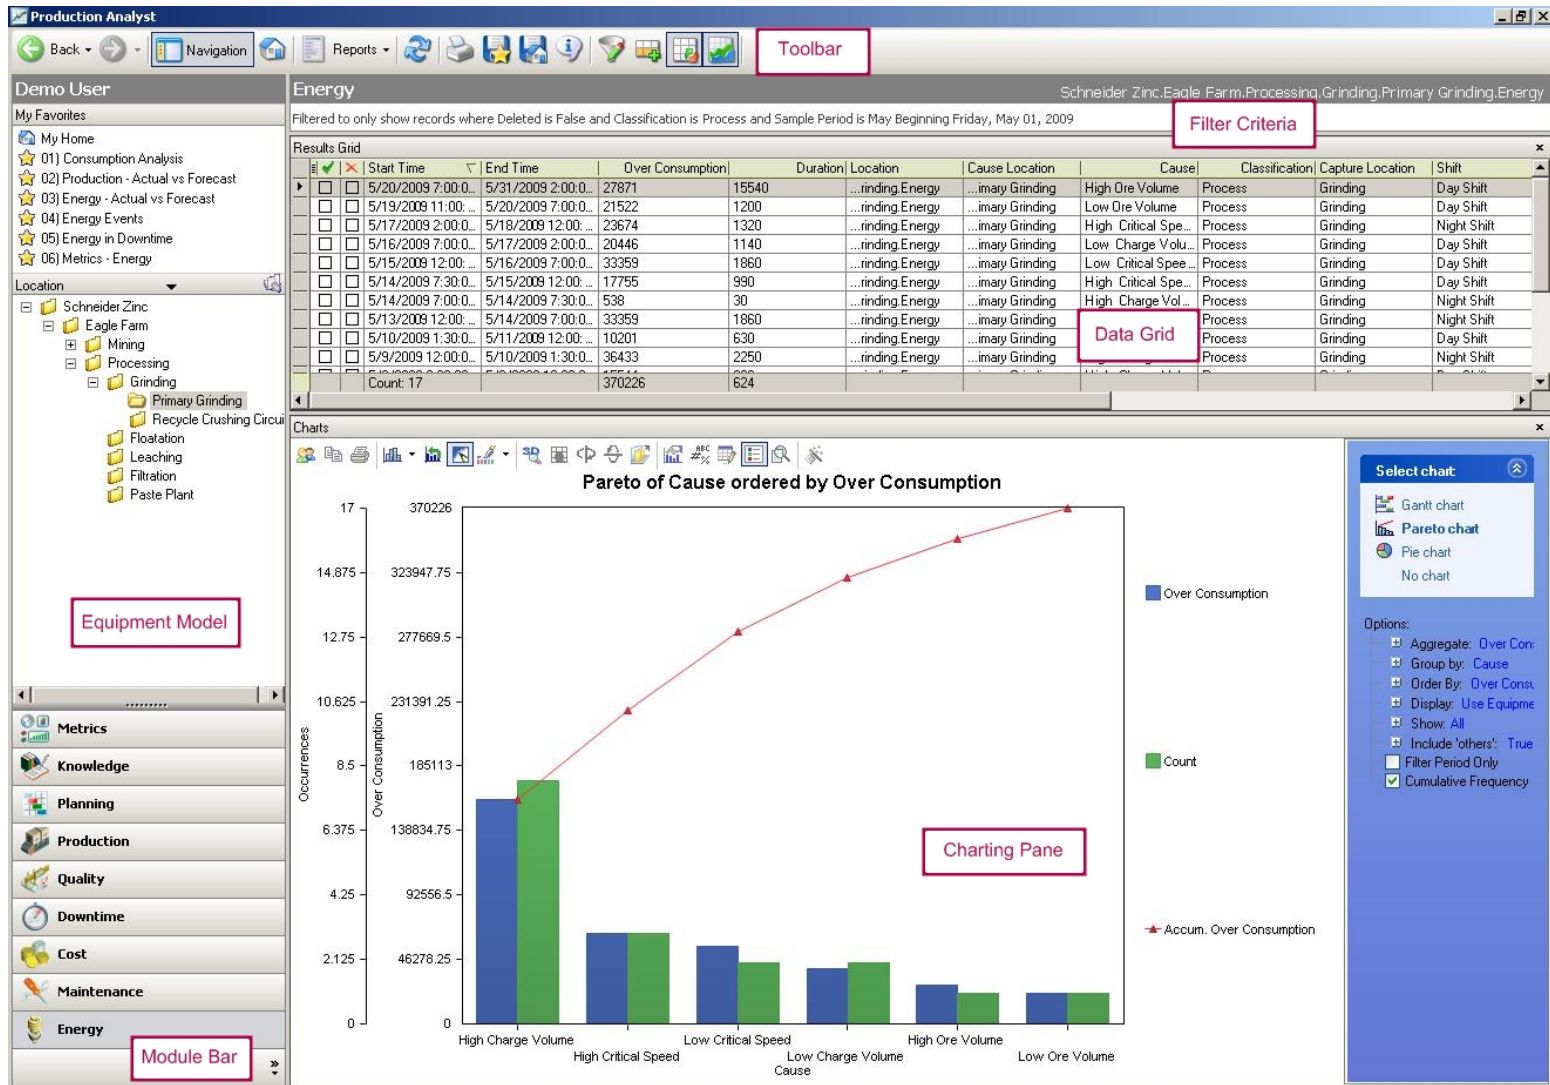 Production Analyst
Back
Navigation
Reports
Toolbar
Demo User
My Favorites
My Home
01) Consumption Analysis
02) Production - Actual vs Forecast
03) Energy - Actual vs Forecast
04) Energy Events
05) Energy in Downtime
06) Metrics - Energy
Location
Schneider Zinc
Eagle Farm
Mining
Processing
Grinding
Primary Grinding
Recycle Crushing Circui
Floatation
Leaching
Filtration
Paste Plant
Equipment Model
Metrics
Knowledge
Planning
Production
Quality
Downtime
Cost
Maintenance
Energy
Module Bar
Energy
Schneider Zinc.Eagle Farm.Processing.Grinding.Primary Grinding.Energy
Filtered to only show records where Deleted is False and Classification is Process and Sample Period is May Beginning Friday, May 01, 2009
Filter Criteria
Results Grid
Start Time End Time Over Consumption Duration Location Cause Location Cause Classification Capture Location Shift
5/20/2009 7:00:0... 5/31/2009 2:00:0... 27871 15540 ...rinding.Energy ...imary Grinding High Ore Volume Process Grinding Day Shift
5/19/2009 11:00: ... 5/20/2009 7:00:0... 21522 1200 ...rinding.Energy ...imary Grinding Low Ore Volume Process Grinding Day Shift
5/17/2009 2:00:0... 5/18/2009 12:00: ... 23674 1320 ...rinding.Energy ...imary Grinding High Critical Spe... Process Grinding Night Shift
5/16/2009 7:00:0... 5/17/2009 2:00:0... 20446 1140 ...rinding.Energy ...imary Grinding Low Charge Volu... Process Grinding Day Shift
5/15/2009 12:00: ... 5/16/2009 7:00:0... 33359 1860 ...rinding.Energy ...imary Grinding Low Critical Spee... Process Grinding Day Shift
5/14/2009 7:30:0... 5/15/2009 12:00: ... 17755 990 ...rinding.Energy ...imary Grinding High Critical Spe... Process Grinding Day Shift
5/14/2009 7:00:0... 5/14/2009 7:30:0... 538 30 ...rinding.Energy ...imary Grinding High Charge Vol... Process Grinding Night Shift
5/13/2009 12:00: ... 5/14/2009 7:00:0... 33359 1860 ...rinding.Energy ...imary Grinding Process Grinding Night Shift
5/10/2009 1:30:0... 5/11/2009 12:00: ... 10201 630 ...rinding.Energy ...imary Grinding Process Grinding Day Shift
5/9/2009 12:00:0... 5/10/2009 1:30:0... 36433 2250 ...rinding.Energy ...imary Grinding Process Grinding Night Shift
Data Grid
Count: 17 370226 624
Charts
Pareto of Cause ordered by Over Consumption
17
14.875
12.75
10.625
8.5
6.375
4.25
2.125
0
Occurrences
370226
323947.75
277669.5
231391.25
185113
138834.75
92556.5
46278.25
0
Over Consumption
High Charge Volume
High Critical Speed
Low Critical Speed
Low Charge Volume
High Ore Volume
Low Ore Volume
Cause
Charting Pane
Over Consumption
Count
Accum. Over Consumption
Select chart:
Gantt chart
Pareto chart
Pie chart
No chart
Options:
Aggregate: Over Con
Group by: Cause
Order By: Over Consu
Display: Use Equipme
Show: All
Include 'others': True
Filter Period Only
Cumulative Frequency